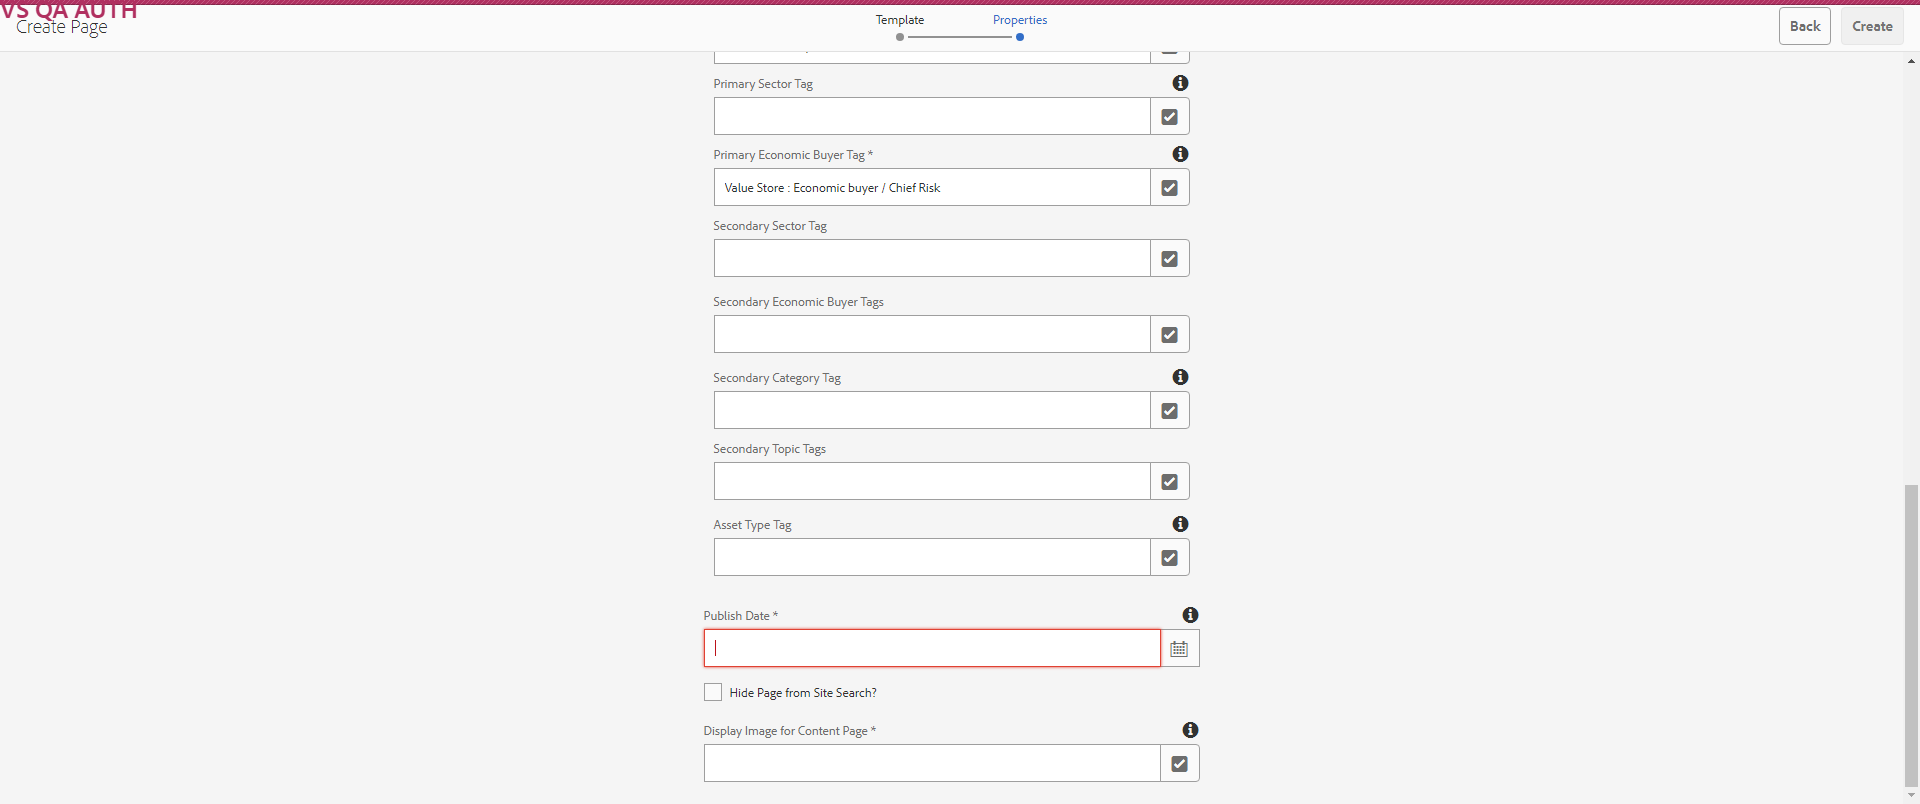 VS QA AUTH
Create Page
Template
Properties
Back
Create
Primary Sector Tag
Primary Economic Buyer Tag *
Value Store : Economic buyer / Chief Risk
Secondary Sector Tag
Secondary Economic Buyer Tags
Secondary Category Tag
Secondary Topic Tags
Asset Type Tag
Publish Date *
Hide Page from Site Search?
Display Image for Content Page *